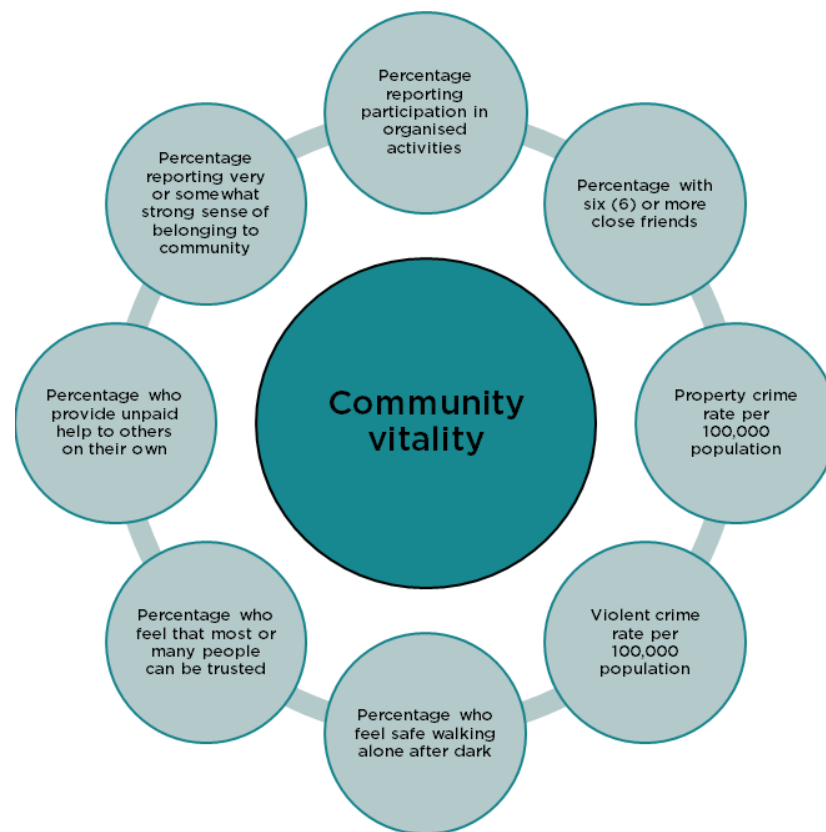 Percentage
reporting
participation in
organised
activities
Percentage with
six (6) or more
close friends
Property crime
rate per
100,000
population
Violent crime
rate per
100,000
population
Percentage who
feel safe walking
alone after dark
Percentage who
feel that most or
many people
can be trusted
Percentage who
provide unpaid
help to others
on their own
Percentage
reporting very
or somewhat
strong sense of
belonging to
community
Community
vitality